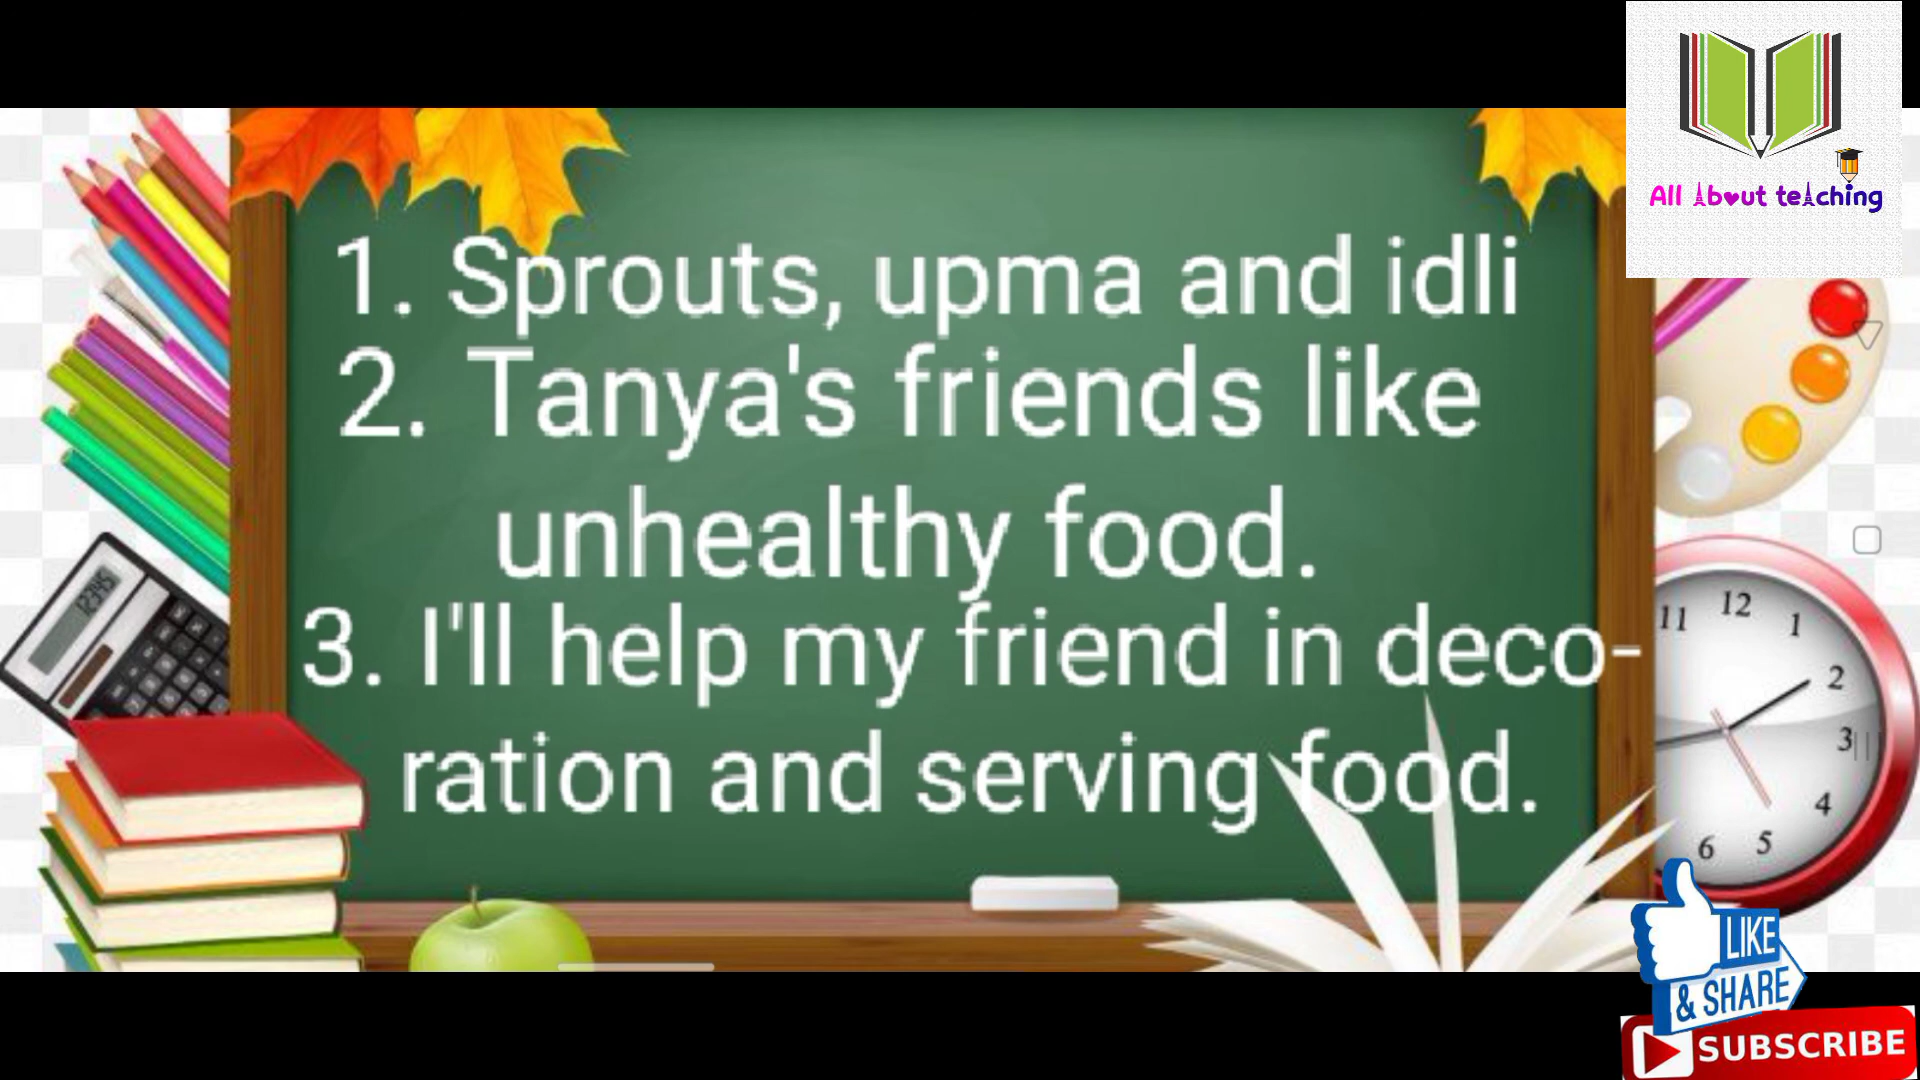 All About teaching
1. Sprouts, upma and idli
2. Tanya's friends like
unhealthy food.
3. I'll help my friend in deco-
ration and serving food.
12345
11 12 1
2
3
4
5
6
LIKE
& SHARE
SUBSCRIBE